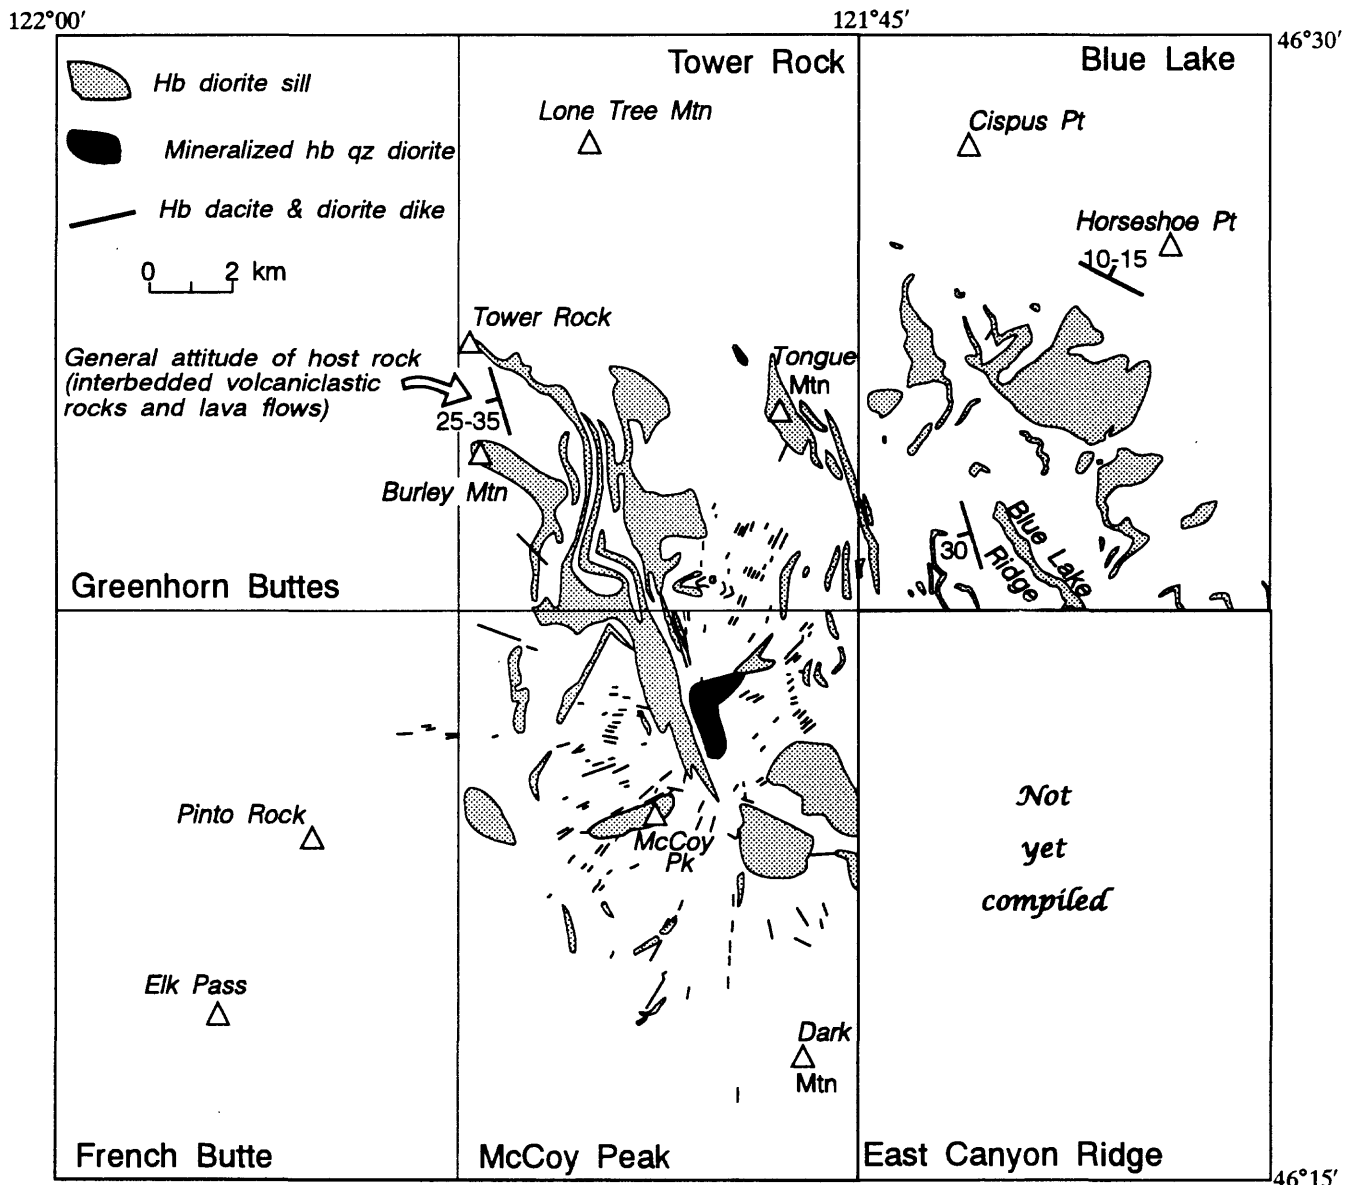 122°00′
121°45′
46°30′
Tower Rock
Blue Lake
Hb diorite sill
Mineralized hb qz diorite
Hb dacite & diorite dike
0 2 km
Lone Tree Mtn
Cispus Pt
Horseshoe Pt
10-15
Tower Rock
General attitude of host rock
(interbedded volcaniclastic
rocks and lava flows)
25-35
Tongue
Mtn
Burley Mtn
30
Blue Lake
Ridge
Greenhorn Buttes
Pinto Rock
McCoy
Pk
Not
yet
compiled
Elk Pass
Dark
Mtn
French Butte
McCoy Peak
East Canyon Ridge
46°15′